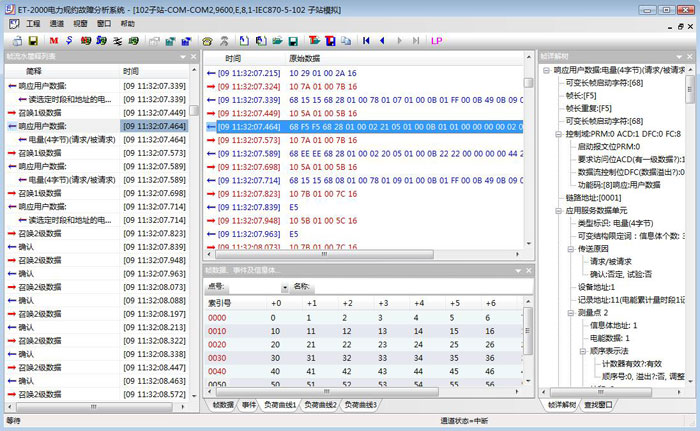 ET-2000电力规约故障分析系统 - [102子站-COM-COM2,9600,E,8,1-IEC870-5-102 子站模拟]
工程 通道 视窗 窗口 帮助
LP
帧流水简释列表
简释 时间
响应用户数据: [09 11:32:07.339]
读选定时段和地址的电... [09 11:32:07.339]
召唤1级数据 [09 11:32:07.449]
响应用户数据: [09 11:32:07.464]
电量(4字节)(请求/被请求) [09 11:32:07.464]
召唤1级数据 [09 11:32:07.573]
响应用户数据: [09 11:32:07.589]
电量(4字节)(请求/被请求) [09 11:32:07.589]
召唤1级数据 [09 11:32:07.698]
响应用户数据: [09 11:32:07.714]
读选定时段和地址的电... [09 11:32:07.714]
召唤2级数据 [09 11:32:07.823]
确认 [09 11:32:07.839]
召唤2级数据 [09 11:32:07.948]
确认 [09 11:32:07.963]
召唤2级数据 [09 11:32:08.073]
确认 [09 11:32:08.088]
召唤2级数据 [09 11:32:08.198]
确认 [09 11:32:08.213]
召唤2级数据 [09 11:32:08.322]
确认 [09 11:32:08.338]
召唤2级数据 [09 11:32:08.447]
确认 [09 11:32:08.463]
召唤2级数据 [09 11:32:08.572]
时间 原始数据
[09 11:32:07.215] 10 29 01 00 2A 16
[09 11:32:07.324] 10 7A 01 00 7B 16
[09 11:32:07.339] 68 15 15 68 28 01 00 78 01 07 01 00 0B 01 FF 00 0B 49 0B 09 0
[09 11:32:07.449] 10 5A 01 00 5B 16
[09 11:32:07.464] 68 F5 F5 68 28 01 00 02 21 05 01 00 0B 01 01 00 00 00 00 02 0
[09 11:32:07.573] 10 7A 01 00 7B 16
[09 11:32:07.589] 68 EE EE 68 28 01 00 02 20 05 01 00 0B 22 22 00 00 00 00 44 2
[09 11:32:07.698] 10 5A 01 00 5B 16
[09 11:32:07.714] 68 15 15 68 08 01 00 78 01 09 01 00 0B 01 FF 00 0B 49 0B 09 0
[09 11:32:07.823] 10 7B 01 00 7C 16
[09 11:32:07.839] E5
[09 11:32:07.948] 10 5B 01 00 5C 16
[09 11:32:07.963] E5
[09 11:32:08.073] 10 7B 01 00 7C 16
帧数据、事件及信息体...
点号: 名称:
索引号 +0 +1 +2 +3 +4 +5 +6
0000 0 1 2 3 4 5 6
0010 10 11 12 13 14 15 16
0020 20 21 22 23 24 25 26
0030 30 31 32 33 34 35 36
0040 40 41 42 43 44 45 46
0050 50 51 52 53 54 55 56
帧数据 事件 负荷曲线1 负荷曲线2 负荷曲线3
帧详解树
响应用户数据:电量(4字节)(请求/被请求
可变长帧启动字符:[68]
帧长:[F5]
帧长重复:[F5]
可变长帧启动字符:[68]
控制域:PRM:0 ACD:1 DFC:0 FC:8
启动报文位PRM:0
要求访问位ACD(有一级数据?):1
数据流控制位DFC(数据溢出?):0
功能码:[8]响应:用户数据
链路地址:[0001]
应用服务数据单元
类型标识: 电量(4字节)
可变结构限定词：信息体个数: 3
传送原因
请求/被请求
确认:否定, 试验:否
设备地址:1
记录地址:11(电能累计量时段1记
测量点 2
信息体地址: 1
电能数据: 1
顺序表示法
计数器有效?:有效
顺序号:0, 溢出?:否, 调整
帧详解树 查找窗口
等待 通道状态=中断